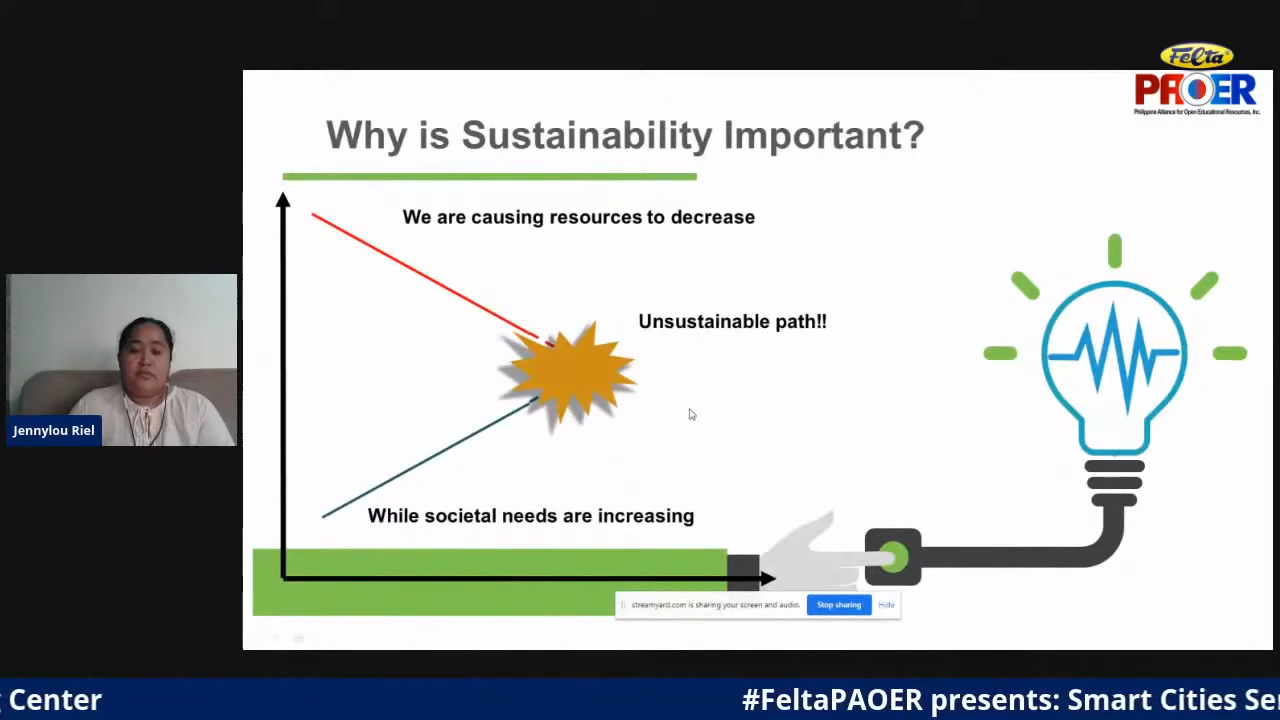 Felta
PAOER
Philippine Alliance for Open Educational Resources, Inc.
Why is Sustainability Important?
We are causing resources to decrease
Unsustainable path!!
Jennylou Riel
While societal needs are increasing
streamyard.com is sharing your screen and audio.
Stop sharing
Hide
Center
#FeltaPAOER presents: Smart Cities Se